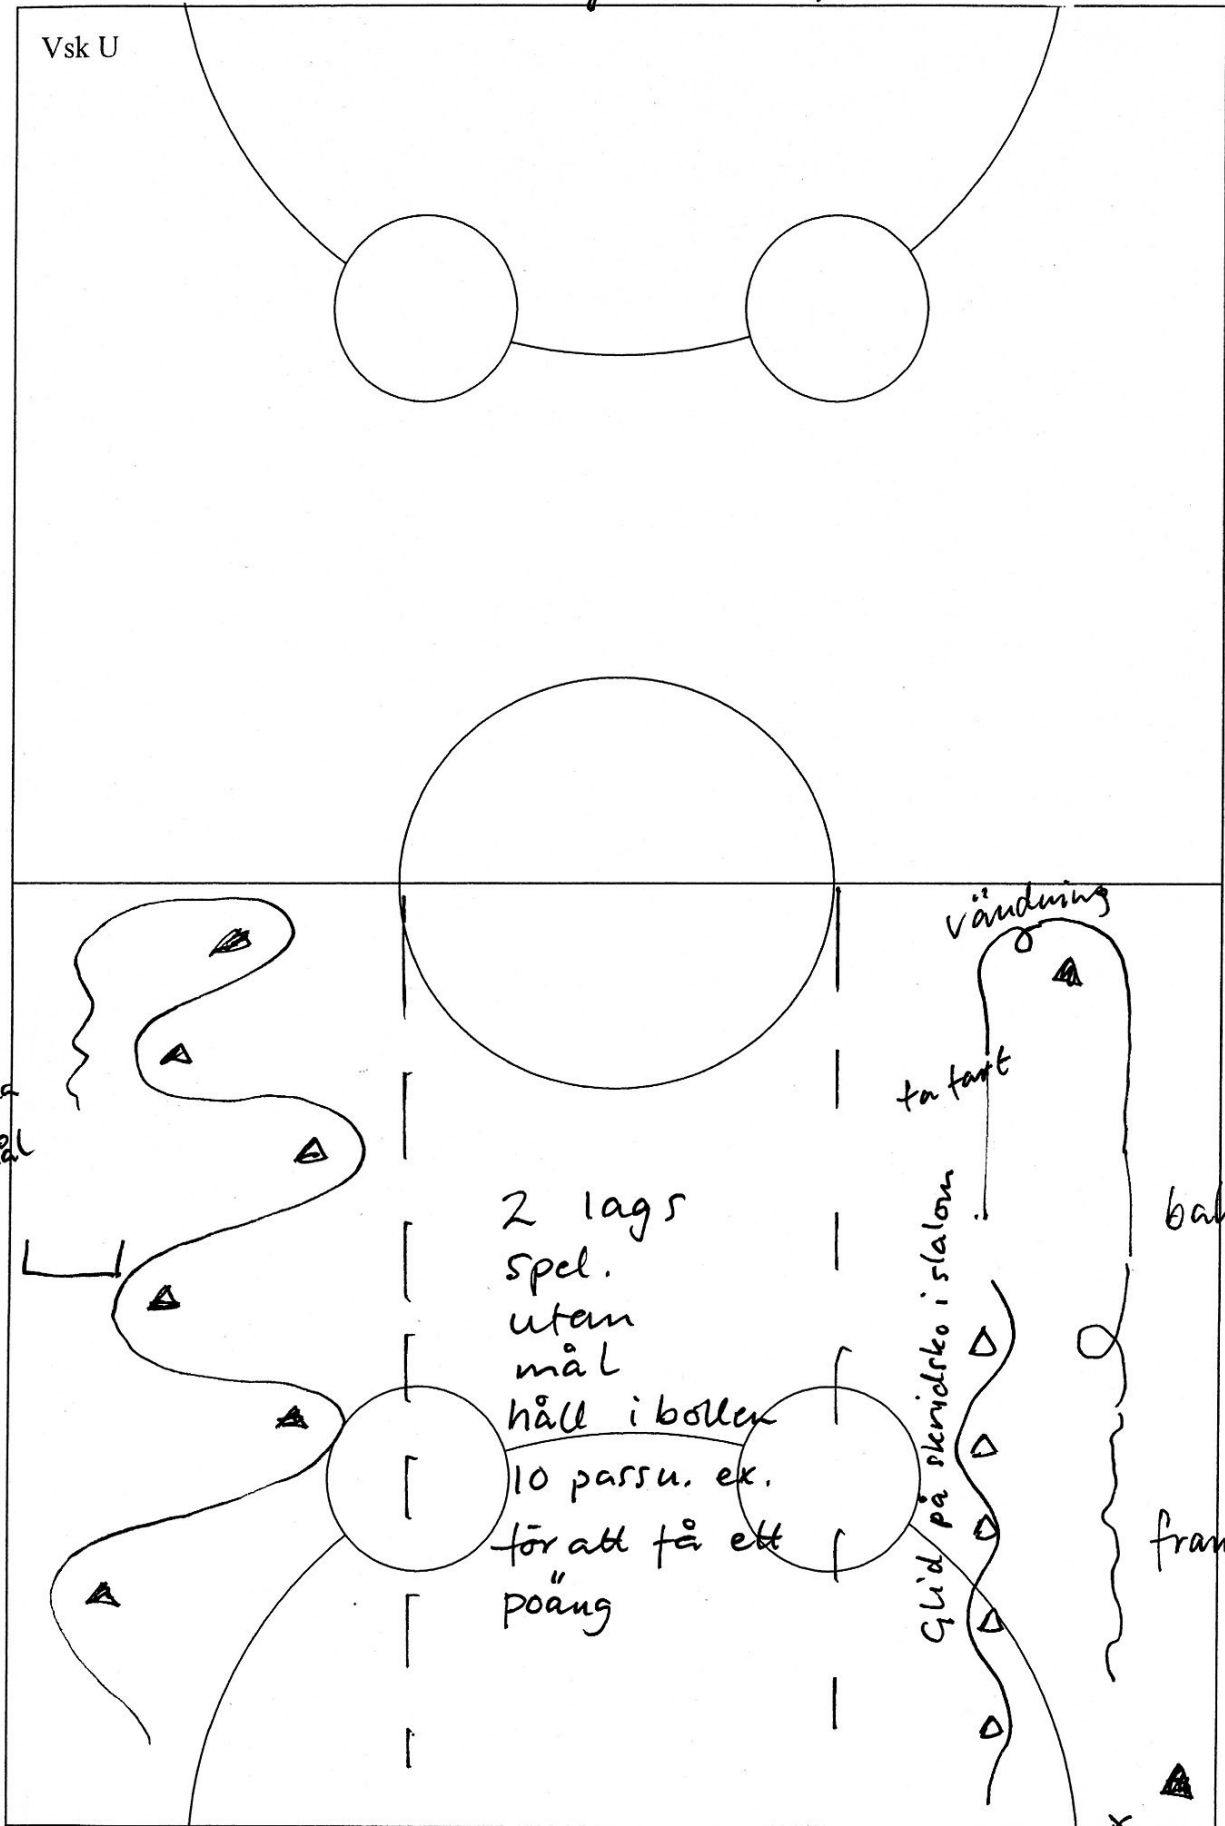 Vsk U
vändning
ta fart
2 lags
spel.
utan
mål
håll i bollen
10 pass u. ex.
för att få ett
poäng
Glid på skridsko i slalom